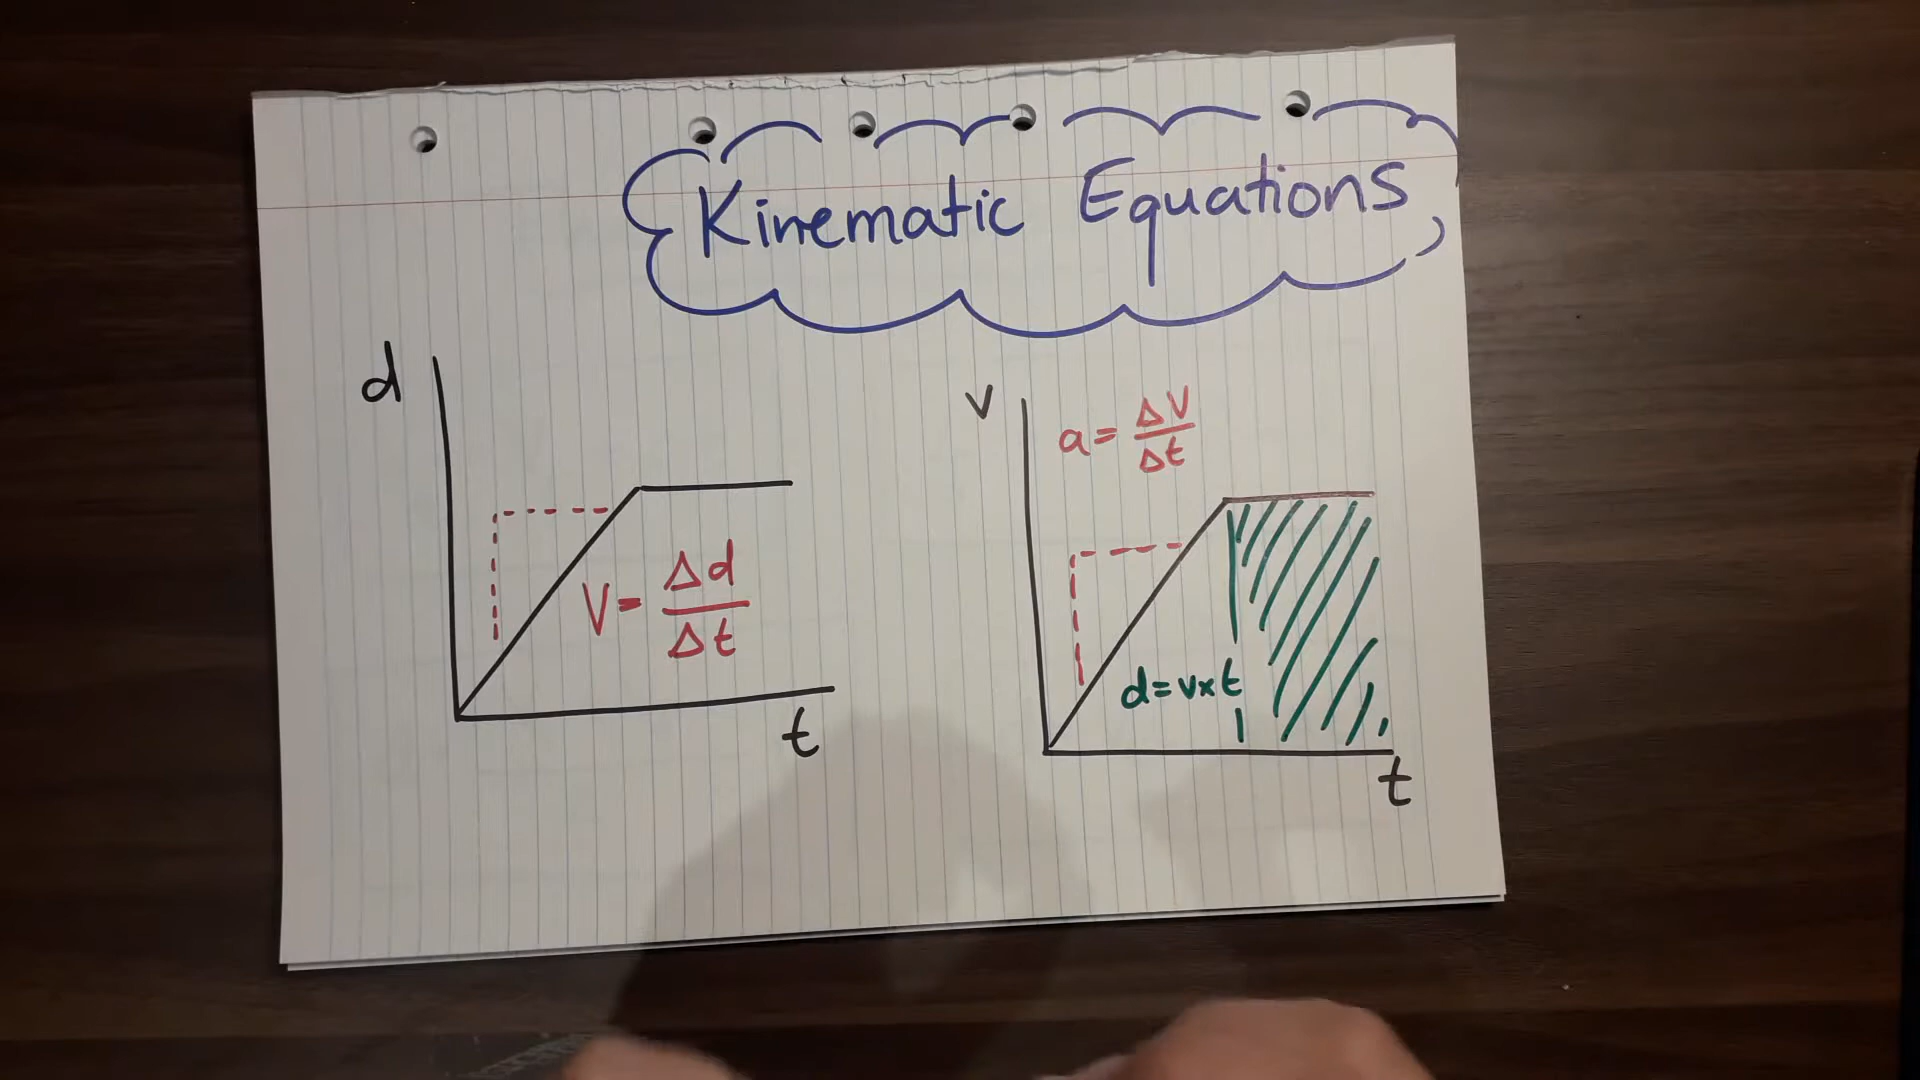 Kinematic Equations
d
V = Δd / Δt
t
v
a = ΔV / Δt
d = v x t
t